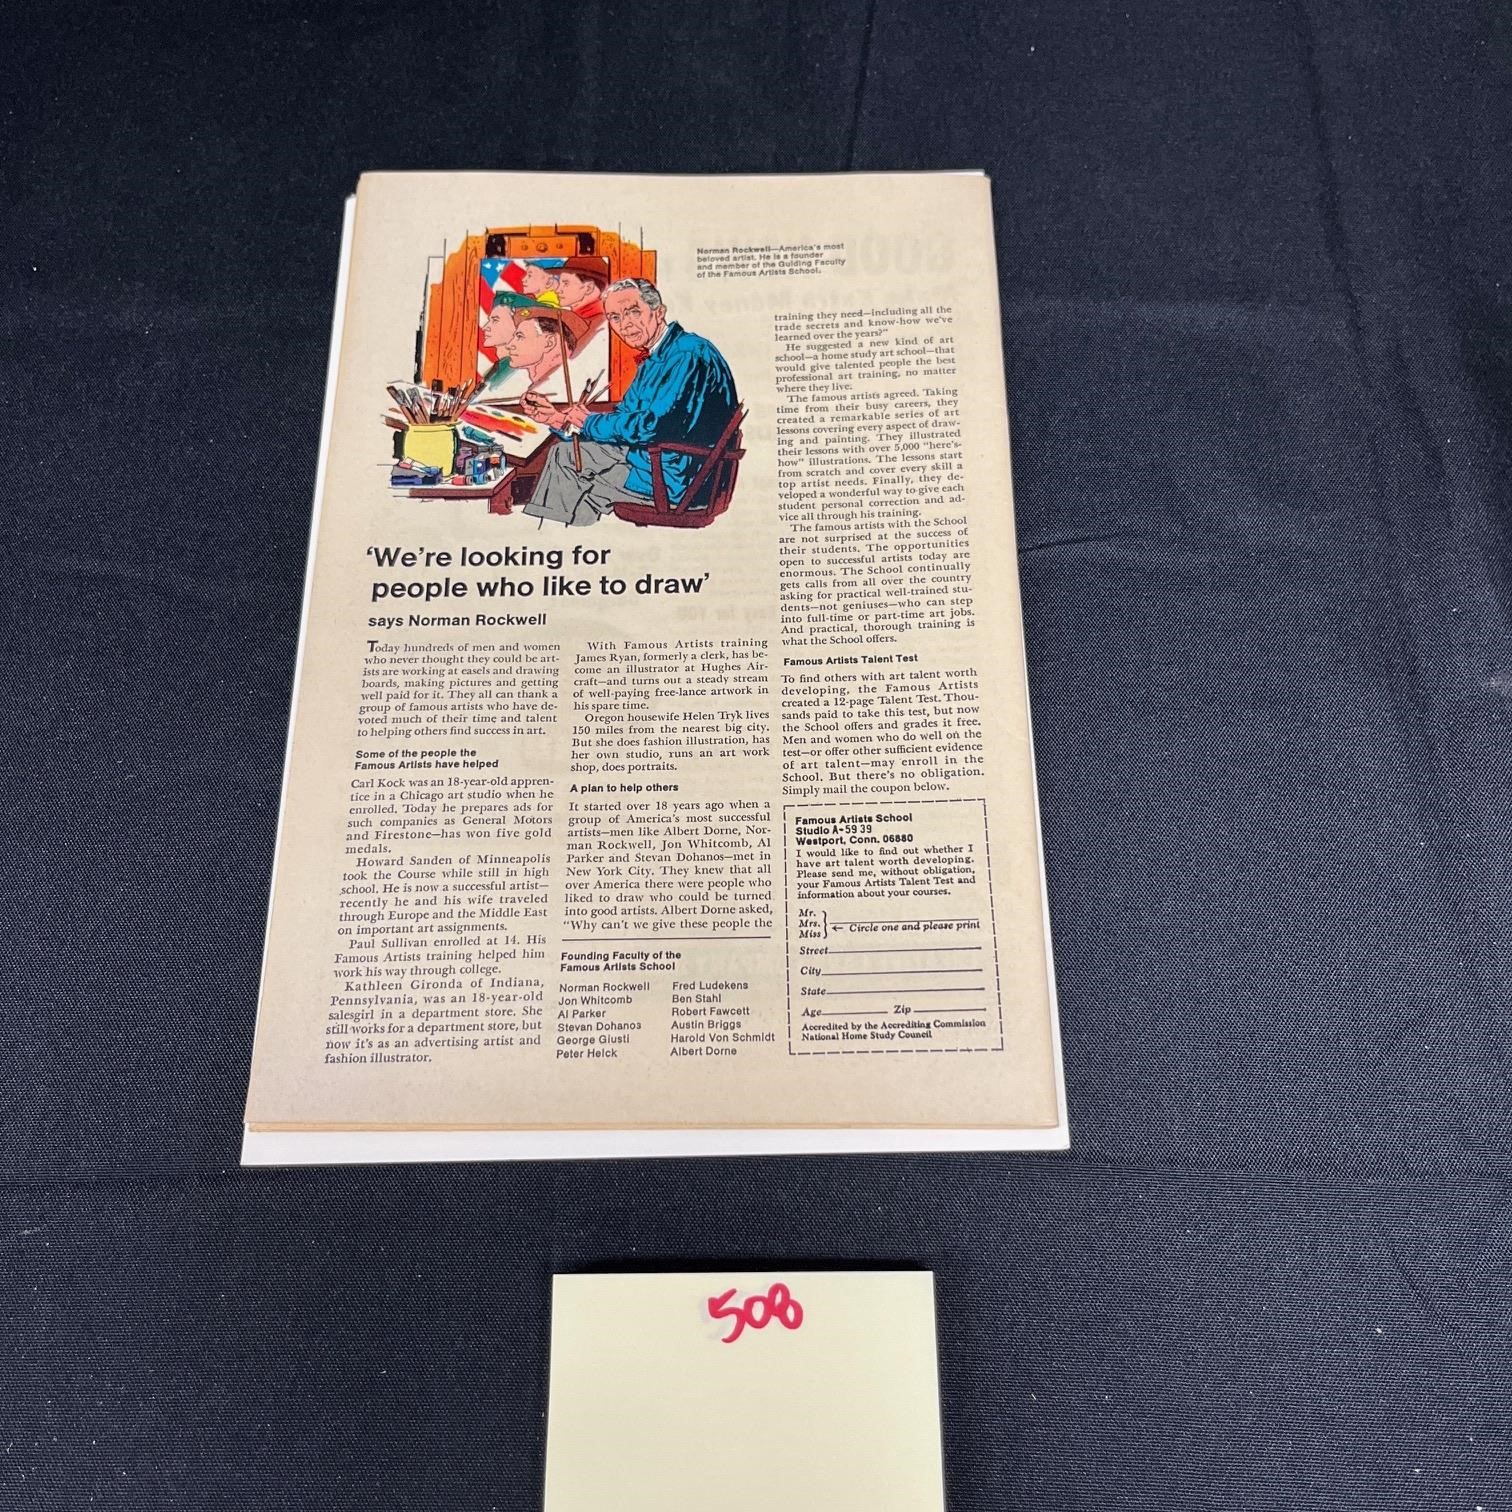 Norman Rockwell—America's most
beloved artist. He is a founder
and member of the Guiding Faculty
of the Famous Artists School.
'We're looking for
people who like to draw'
says Norman Rockwell
Today hundreds of men and women
who never thought they could be art-
ists are working at easels and drawing
boards, making pictures and getting
well paid for it. They all can thank a
group of famous artists who have de-
voted much of their time and talent
to helping others find success in art.
Some of the people the
Famous Artists have helped
Carl Kock was an 18-year-old appren-
tice in a Chicago art studio when he
enrolled. Today he prepares ads for
such companies as General Motors
and Firestone—has won five gold
medals.
Howard Sanden of Minneapolis
took the Course while still in high
school. He is now a successful artist—
recently he and his wife traveled
through Europe and the Middle East
on important art assignments.
Paul Sullivan enrolled at 14. His
Famous Artists training helped him
work his way through college.
Kathleen Gironda of Indiana,
Pennsylvania, was an 18-year-old
salesgirl in a department store. She
still works for a department store, but
now it's as an advertising artist and
fashion illustrator.
With Famous Artists training
James Ryan, formerly a clerk, has be-
come an illustrator at Hughes Air-
craft—and turns out a steady stream
of well-paying free-lance artwork in
his spare time.
Oregon housewife Helen Tryk lives
150 miles from the nearest big city.
But she does fashion illustration, has
her own studio, runs an art work
shop, does portraits.
A plan to help others
It started over 18 years ago when a
group of America's most successful
artists—men like Albert Dorne, Nor-
man Rockwell, Jon Whitcomb, Al
Parker and Stevan Dohanos—met in
New York City. They knew that all
over America there were people who
liked to draw who could be turned
into good artists. Albert Dorne asked,
"Why can't we give these people the
Founding Faculty of the
Famous Artists School
Norman Rockwell
Jon Whitcomb
Al Parker
Stevan Dohanos
George Giusti
Peter Helck
Fred Ludekens
Ben Stahl
Robert Fawcett
Austin Briggs
Harold Von Schmidt
Albert Dorne
training they need—including all the
trade secrets and know-how we've
learned over the years?"
He suggested a new kind of art
school—a home study art school—that
would give talented people the best
professional art training, no matter
where they live.
The famous artists agreed. Taking
time from their busy careers, they
created a remarkable series of art
lessons covering every aspect of draw-
ing and painting. They illustrated
their lessons with over 5,000 "here's-
how" illustrations. The lessons start
from scratch and cover every skill a
top artist needs. Finally, they de-
veloped a wonderful way to give each
student personal correction and ad-
vice all through his training.
The famous artists with the School
are not surprised at the success of
their students. The opportunities
open to successful artists today are
enormous. The School continually
gets calls from all over the country
asking for practical well-trained stu-
dents—not geniuses—who can step
into full-time or part-time art jobs.
And practical, thorough training is
what the School offers.
Famous Artists Talent Test
To find others with art talent worth
developing, the Famous Artists
created a 12-page Talent Test. Thou-
sands paid to take this test, but now
the School offers and grades it free.
Men and women who do well on the
test—or offer other sufficient evidence
of art talent—may enroll in the
School. But there's no obligation.
Simply mail the coupon below.
Famous Artists School
Studio A-59 39
Westport, Conn. 06880
I would like to find out whether I
have art talent worth developing.
Please send me, without obligation,
your Famous Artists Talent Test and
information about your courses.
Mr.
Mrs.
Miss
← Circle one and please print
Street
City
State
Age Zip
Accredited by the Accrediting Commission
National Home Study Council
508